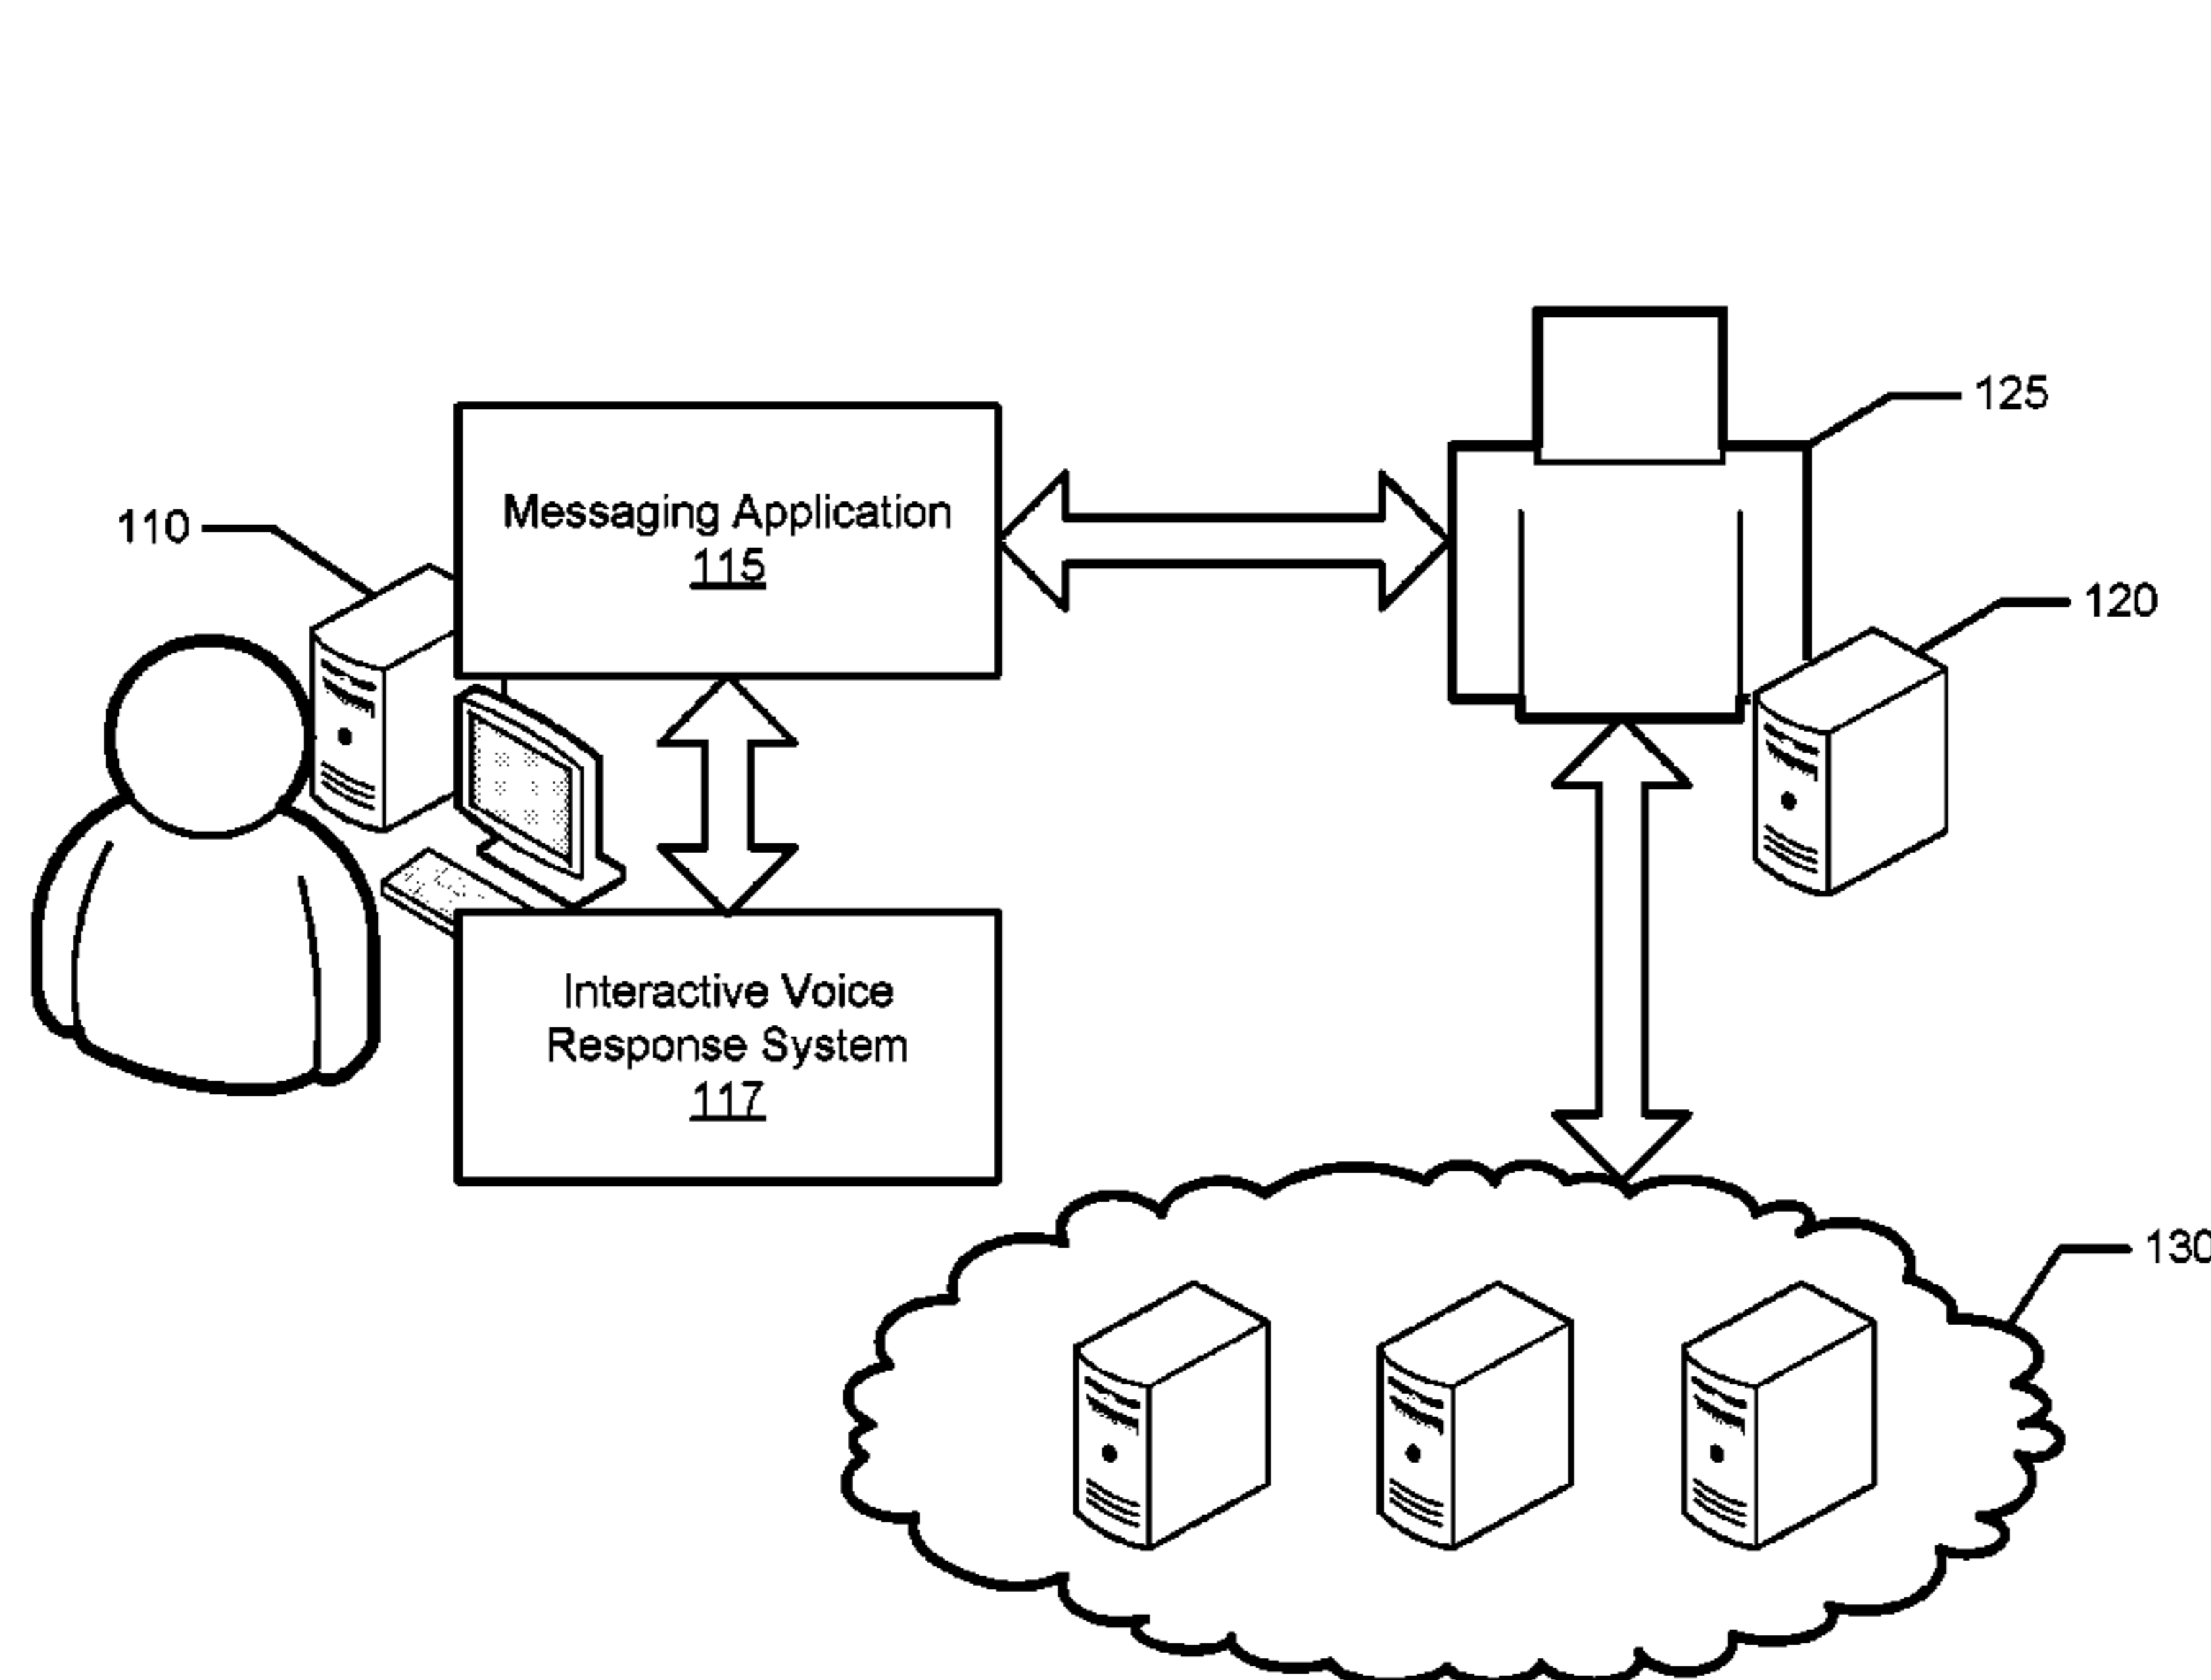 125
Messaging Application
115
110
120
Interactive Voice
Response System
117
130